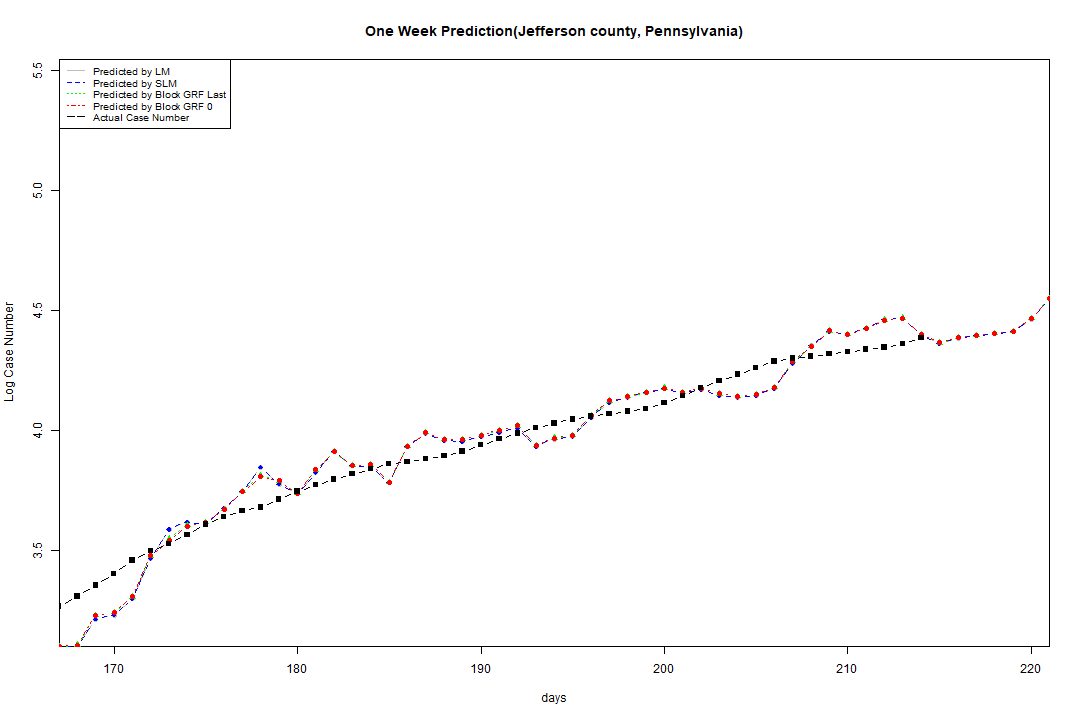 One Week Prediction(Jefferson county, Pennsylvania)
Predicted by LM
Predicted by SLM
Predicted by Block GRF Last
Predicted by Block GRF 0
Actual Case Number
5.5
5.0
4.5
4.0
3.5
Log Case Number
170 180 190 200 210 220
days